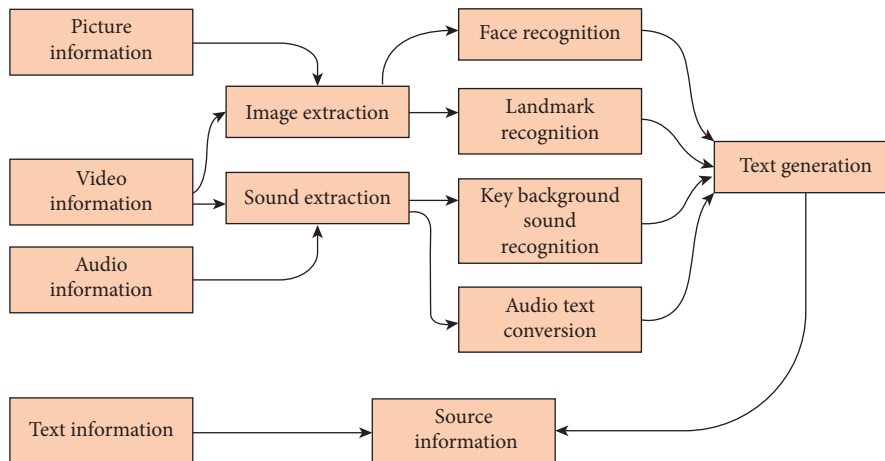 Picture
information
Face recognition
Image extraction
Landmark
recognition
Text generation
Video
information
Sound extraction
Key background
sound
recognition
Audio
information
Audio text
conversion
Text information
Source
information